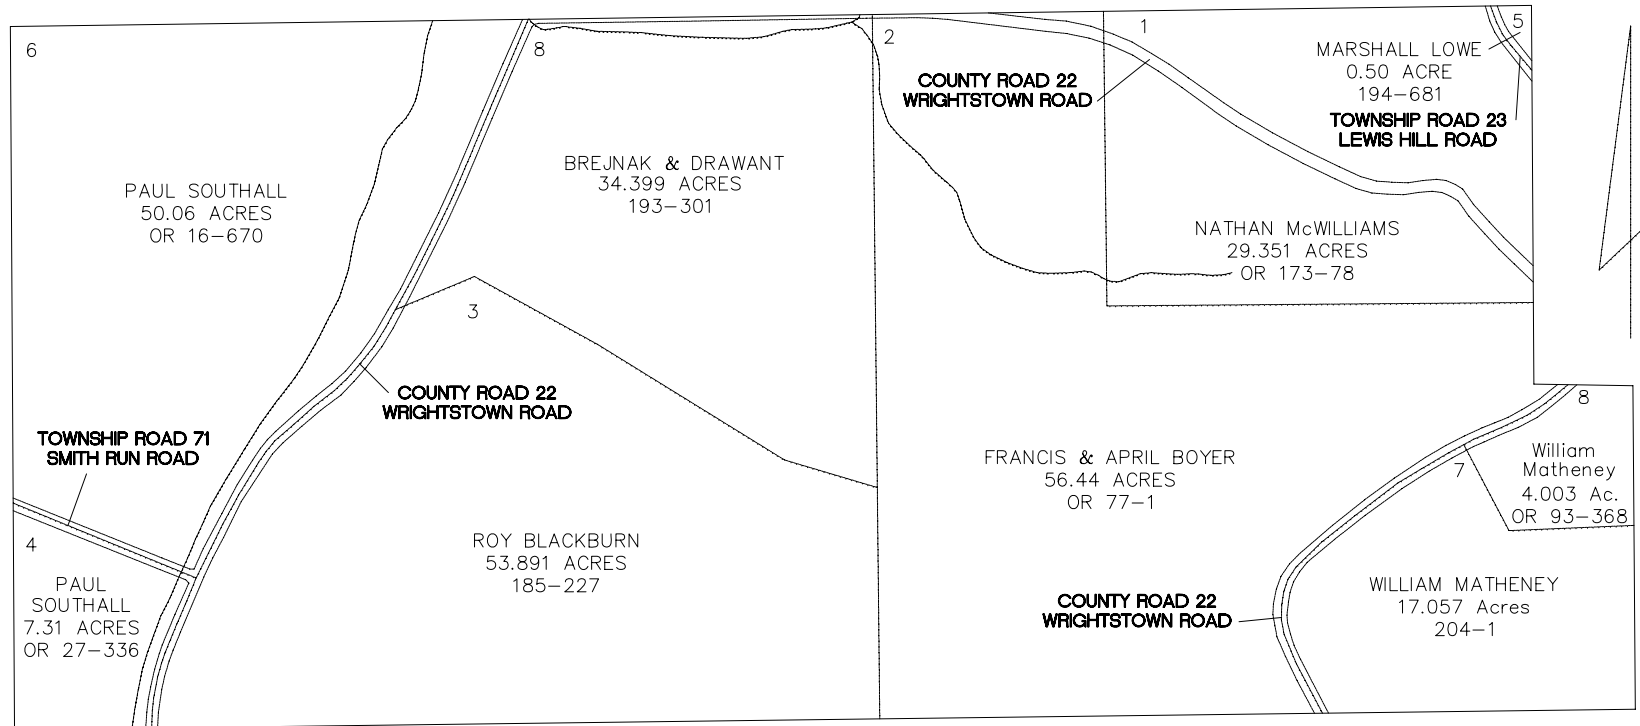 6
8
2
1
5
MARSHALL LOWE
0.50 ACRE
194-681
COUNTY ROAD 22
WRIGHTSTOWN ROAD
TOWNSHIP ROAD 23
LEWIS HILL ROAD
PAUL SOUTHALL
50.06 ACRES
OR 16-670
BREJNAK & DRAWANT
34.399 ACRES
193-301
NATHAN McWILLIAMS
29.351 ACRES
OR 173-78
3
COUNTY ROAD 22
WRIGHTSTOWN ROAD
8
TOWNSHIP ROAD 71
SMITH RUN ROAD
FRANCIS & APRIL BOYER
56.44 ACRES
OR 77-1
7
William
Matheney
4.003 Ac.
OR 93-368
4
PAUL
SOUTHALL
7.31 ACRES
OR 27-336
ROY BLACKBURN
53.891 ACRES
185-227
COUNTY ROAD 22
WRIGHTSTOWN ROAD
WILLIAM MATHENEY
17.057 Acres
204-1